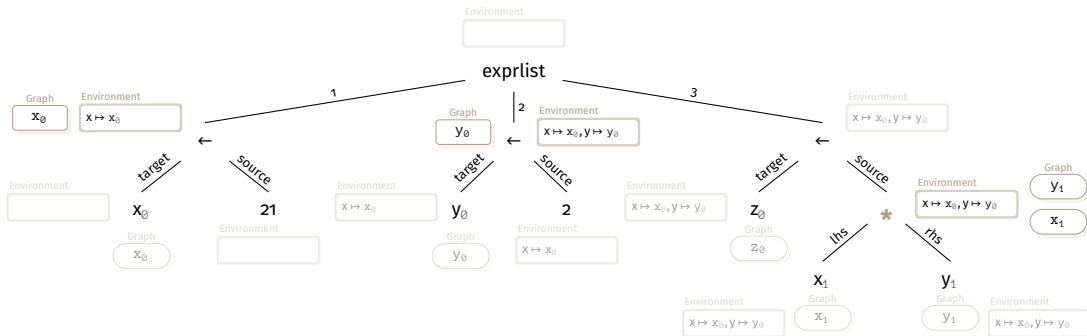 Environment
exprlist
1
2
3
Graph
x₀
Environment
x ↦ x₀
Graph
y₀
Environment
x ↦ x₀, y ↦ y₀
Environment
x ↦ x₀, y ↦ y₀
←
←
←
target
source
target
source
target
source
Environment
x₀
Graph
x₀
21
Environment
Environment
x ↦ x₀
y₀
Graph
y₀
2
Environment
x ↦ x₀
Environment
x ↦ x₀, y ↦ y₀
z₀
Graph
z₀
*
Environment
x ↦ x₀, y ↦ y₀
Graph
y₁
x₁
lhs
rhs
x₁
y₁
Environment
x ↦ x₀, y ↦ y₀
Graph
x₁
Graph
y₁
Environment
x ↦ x₀, y ↦ y₀